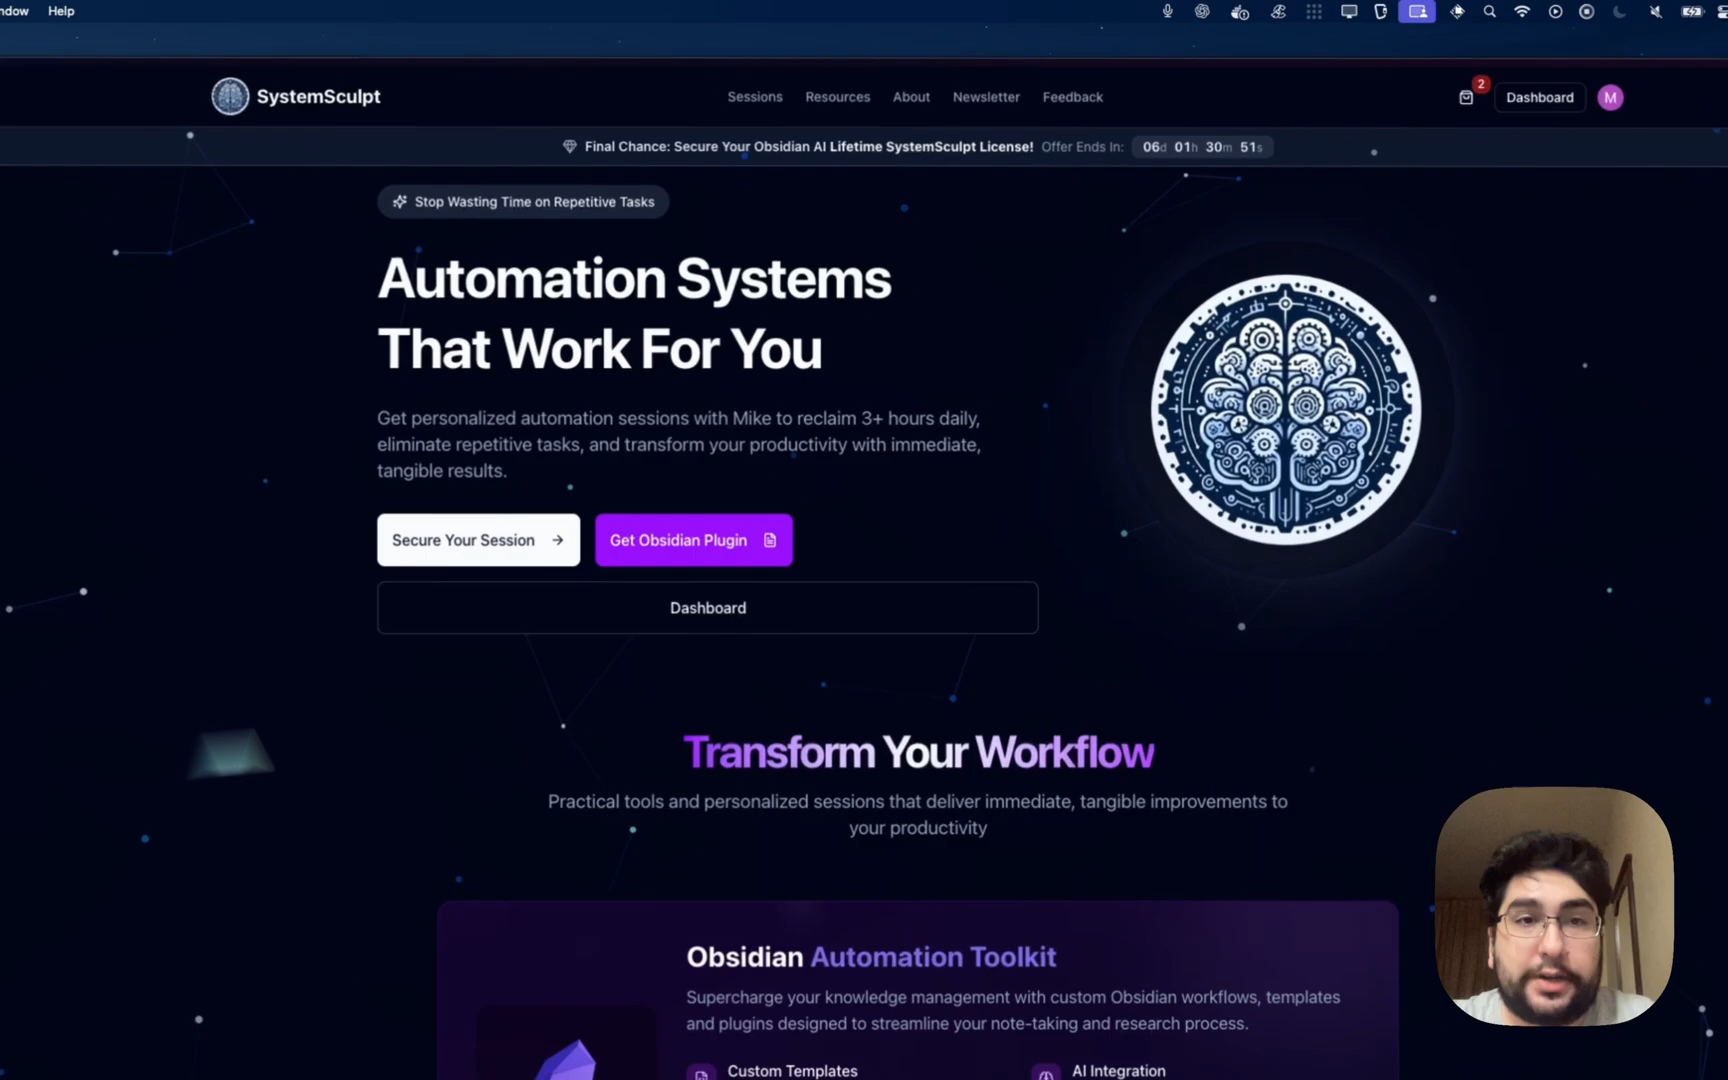 Help
SystemSculpt
Sessions Resources About Newsletter Feedback
2
Dashboard
M
Final Chance: Secure Your Obsidian AI Lifetime SystemSculpt License! Offer Ends In: 06d 01h 30m 51s
Stop Wasting Time on Repetitive Tasks
Automation Systems
That Work For You
Get personalized automation sessions with Mike to reclaim 3+ hours daily,
eliminate repetitive tasks, and transform your productivity with immediate,
tangible results.
Secure Your Session →
Get Obsidian Plugin
Dashboard
Transform Your Workflow
Practical tools and personalized sessions that deliver immediate, tangible improvements to
your productivity
Obsidian Automation Toolkit
Supercharge your knowledge management with custom Obsidian workflows, templates
and plugins designed to streamline your note-taking and research process.
Custom Templates
AI Integration